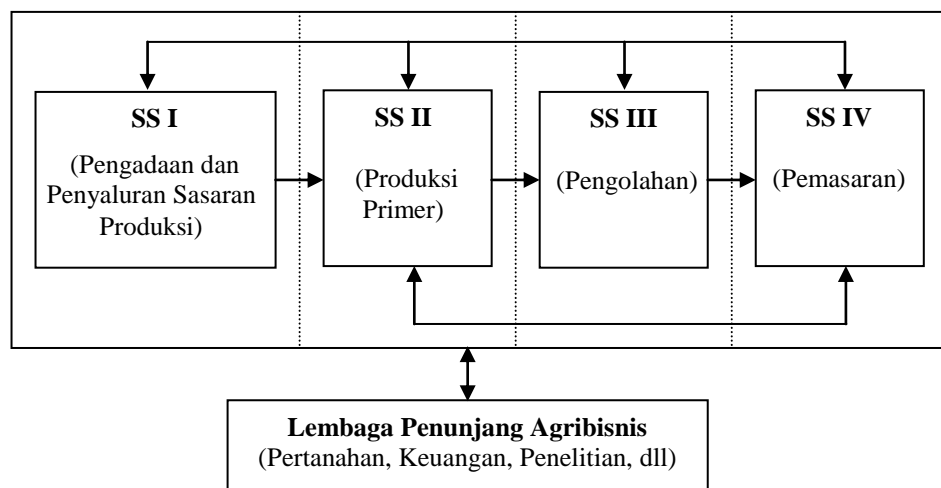 SS I
(Pengadaan dan
Penyaluran Sasaran
Produksi)
SS II
(Produksi
Primer)
SS III
(Pengolahan)
SS IV
(Pemasaran)
Lembaga Penunjang Agribisnis
(Pertanahan, Keuangan, Penelitian, dll)